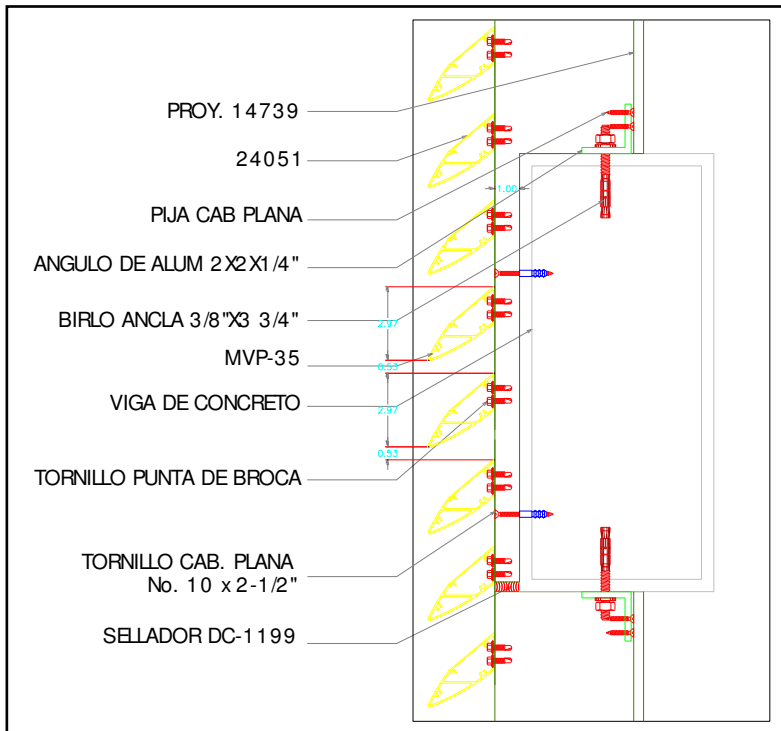 PROY. 14739
24051
PIJA CAB PLANA
1.00
ANGULO DE ALUM 2X2X1/4"
BIRLO ANCLA 3/8"X3 3/4"
2.97
MVP-35
0.53
VIGA DE CONCRETO
2.97
0.53
TORNILLO PUNTA DE BROCA
TORNILLO CAB. PLANA
No. 10 x 2-1/2"
SELLADOR DC-1199